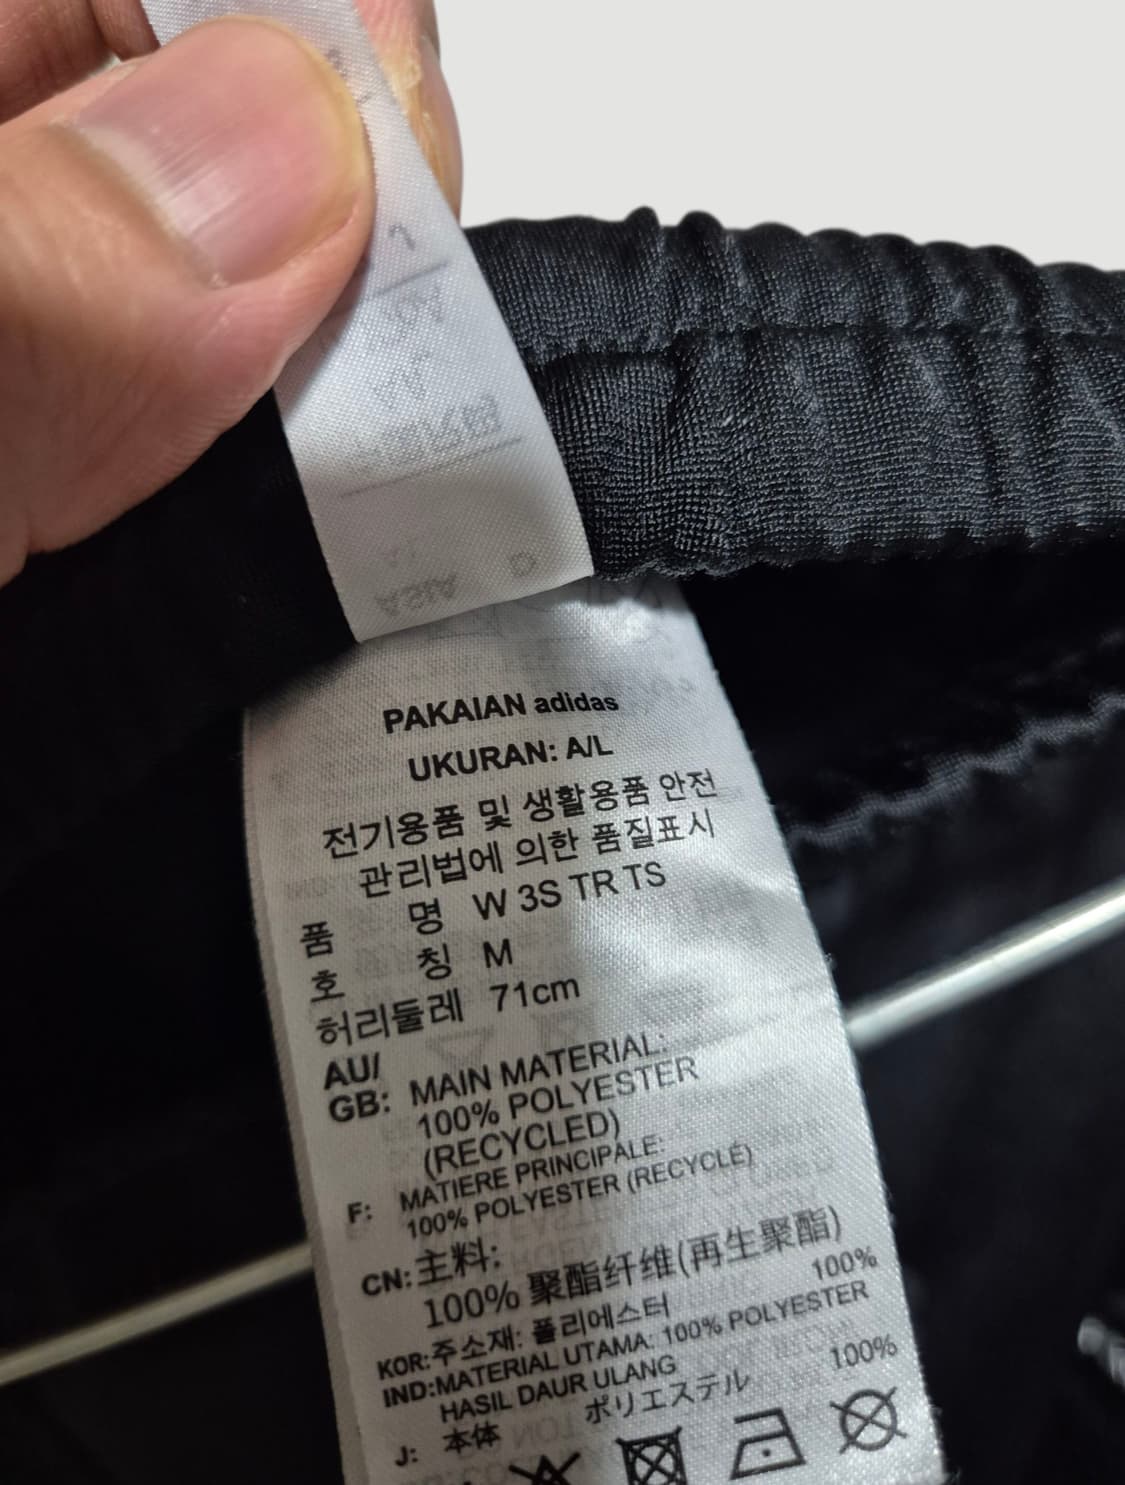 PAKAIAN adidas
UKURAN: A/L
전기용품 및 생활용품 안전
관리법에 의한 품질표시
품 명 W 3S TR TS
호 칭 M
허리둘레 71cm
AU/
GB: MAIN MATERIAL:
100% POLYESTER
(RECYCLED)
F: MATIERE PRINCIPALE:
100% POLYESTER (RECYCLÉ)
CN: 主料:
100% 聚酯纤维(再生聚酯)
KOR: 주소재: 폴리에스터 100%
IND: MATERIAL UTAMA: 100% POLYESTER
HASIL DAUR ULANG
J: 本体 ポリエステル 100%